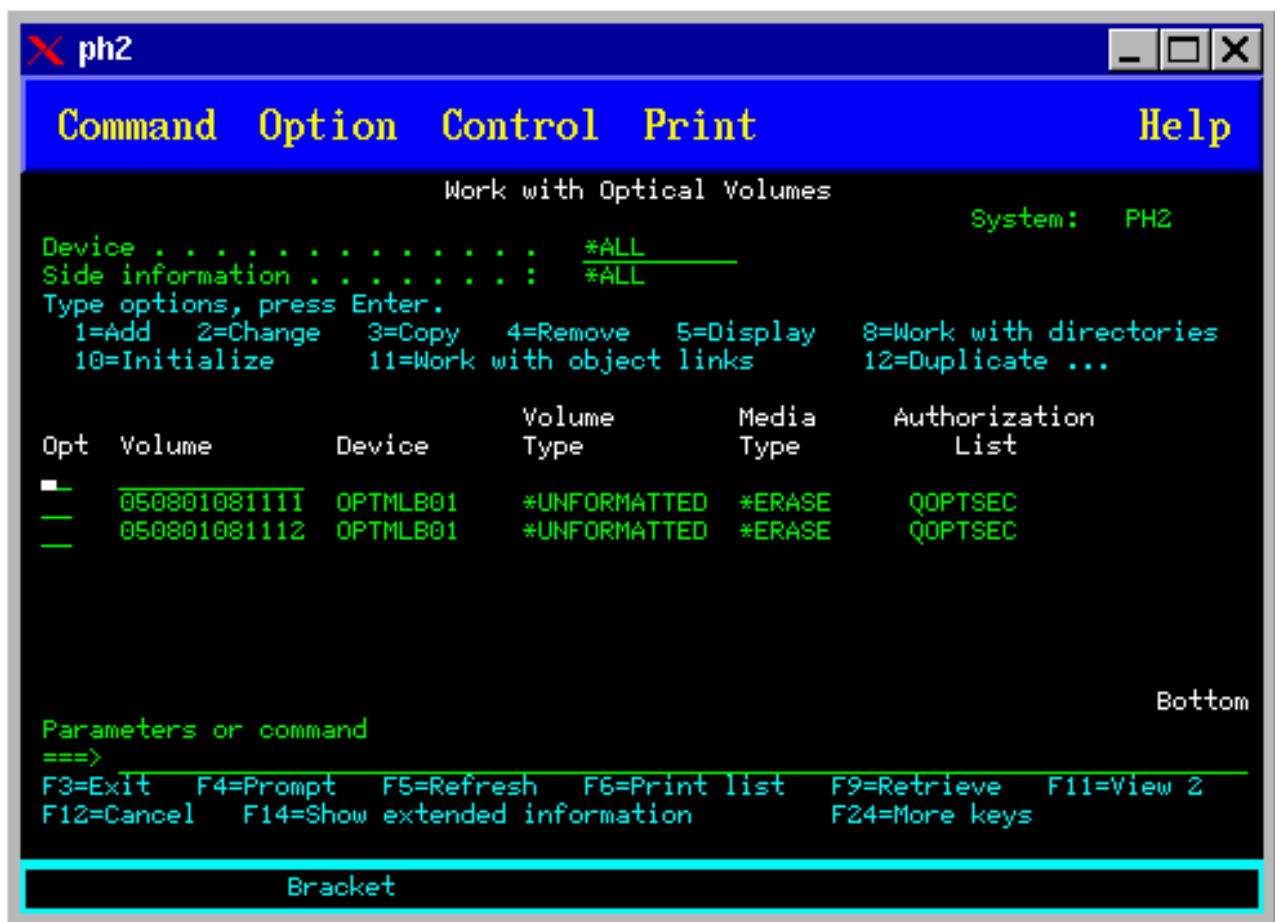 ph2
Command Option Control Print Help
Work with Optical Volumes
System: PH2
Device . . . . . . . . . . . . . *ALL
Side information . . . . . . . : *ALL
Type options, press Enter.
1=Add 2=Change 3=Copy 4=Remove 5=Display 8=Work with directories
10=Initialize 11=Work with object links 12=Duplicate ...
Volume Media Authorization
Opt Volume Device Type Type List
050801081111 OPTMLB01 *UNFORMATTED *ERASE QOPTSEC
050801081112 OPTMLB01 *UNFORMATTED *ERASE QOPTSEC
Bottom
Parameters or command
===>
F3=Exit F4=Prompt F5=Refresh F6=Print list F9=Retrieve F11=View 2
F12=Cancel F14=Show extended information F24=More keys
Bracket